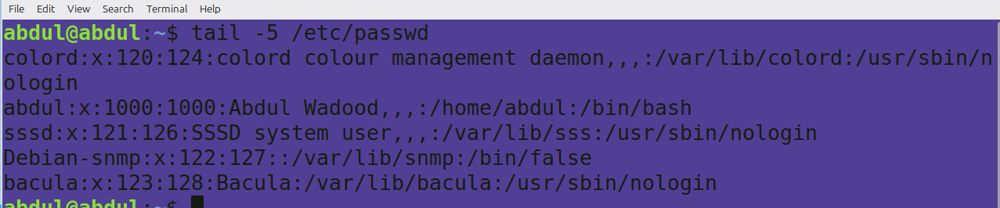 File Edit View Search Terminal Help
abdul@abdul:~$ tail -5 /etc/passwd
colord:x:120:124:colord colour management daemon,,,:/var/lib/colord:/usr/sbin/n
ologin
abdul:x:1000:1000:Abdul Wadood,,,:/home/abdul:/bin/bash
sssd:x:121:126:SSSD system user,,,:/var/lib/sss:/usr/sbin/nologin
Debian-snmp:x:122:127::/var/lib/snmp:/bin/false
bacula:x:123:128:Bacula:/var/lib/bacula:/usr/sbin/nologin
abdul@abdul:~$